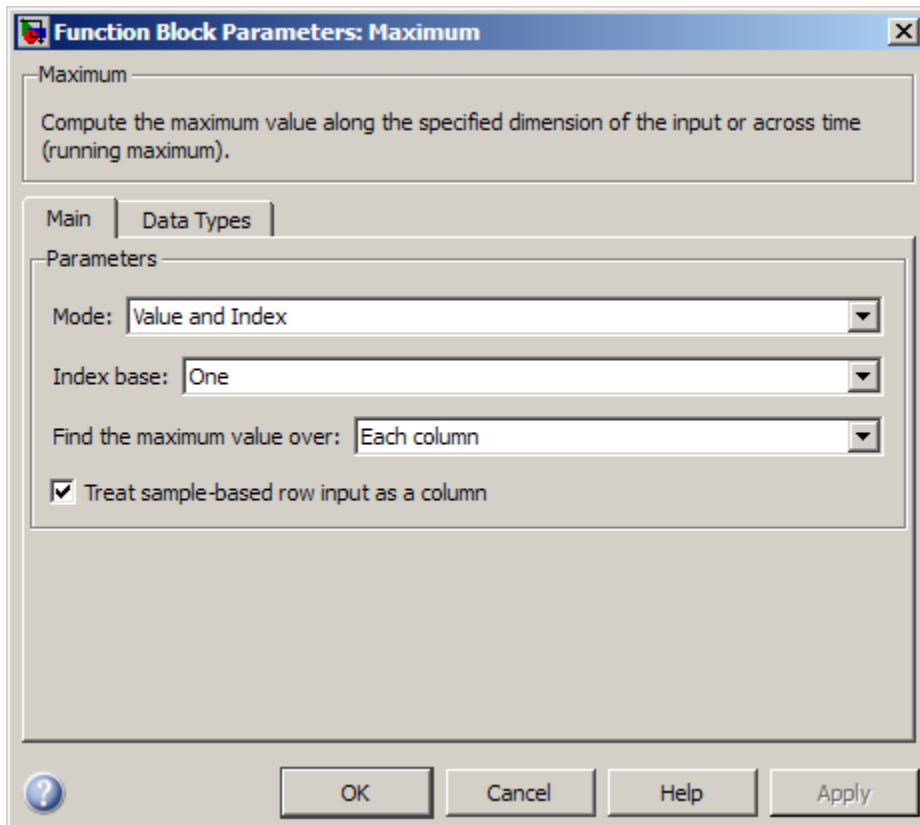 Function Block Parameters: Maximum
Maximum
Compute the maximum value along the specified dimension of the input or across time
(running maximum).
Main
Data Types
Parameters
Mode: Value and Index
Index base: One
Find the maximum value over: Each column
Treat sample-based row input as a column
? OK Cancel Help Apply